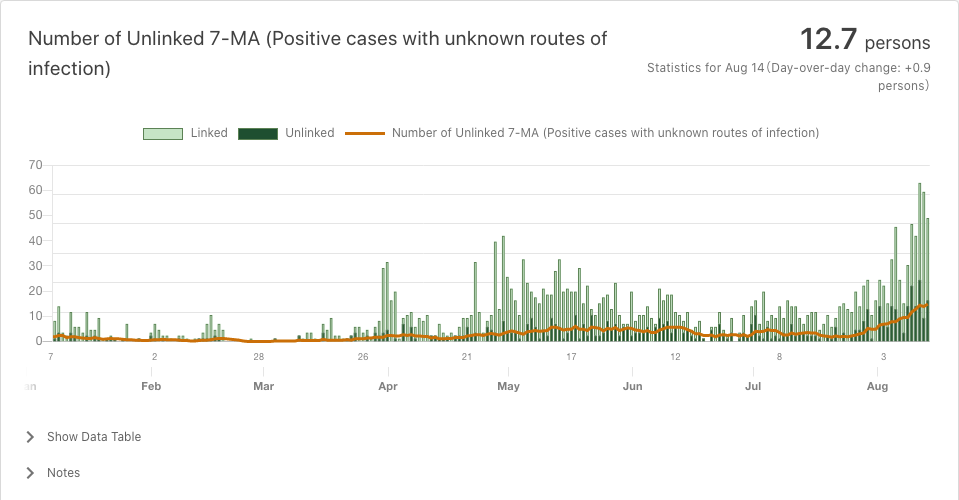 Number of Unlinked 7-MA (Positive cases with unknown routes of
infection)
12.7 persons
Statistics for Aug 14(Day-over-day change: +0.9
persons)
Linked Unlinked Number of Unlinked 7-MA (Positive cases with unknown routes of infection)
70
60
50
40
30
20
10
0
7 2 28 26 21 17 12 8 3
an Feb Mar Apr May Jun Jul Aug
Show Data Table
Notes